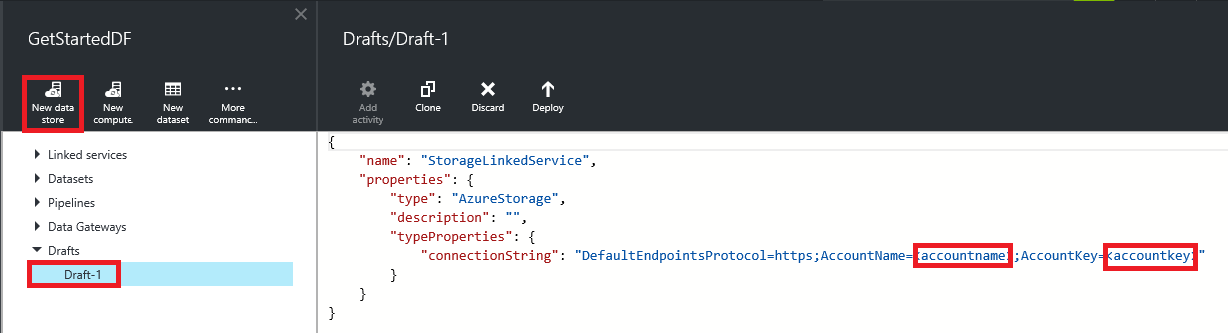 GetStartedDF
New data
store
New
compute.
New
dataset
More
commanc...
Linked services
Datasets
Pipelines
Data Gateways
Drafts
Draft-1
Drafts/Draft-1
Add
activity
Clone
Discard
Deploy
{
"name": "StorageLinkedService",
"properties": {
"type": "AzureStorage",
"description": "",
"typeProperties": {
"connectionString": "DefaultEndpointsProtocol=https;AccountName=<accountname>;AccountKey=<accountkey>"
}
}
}